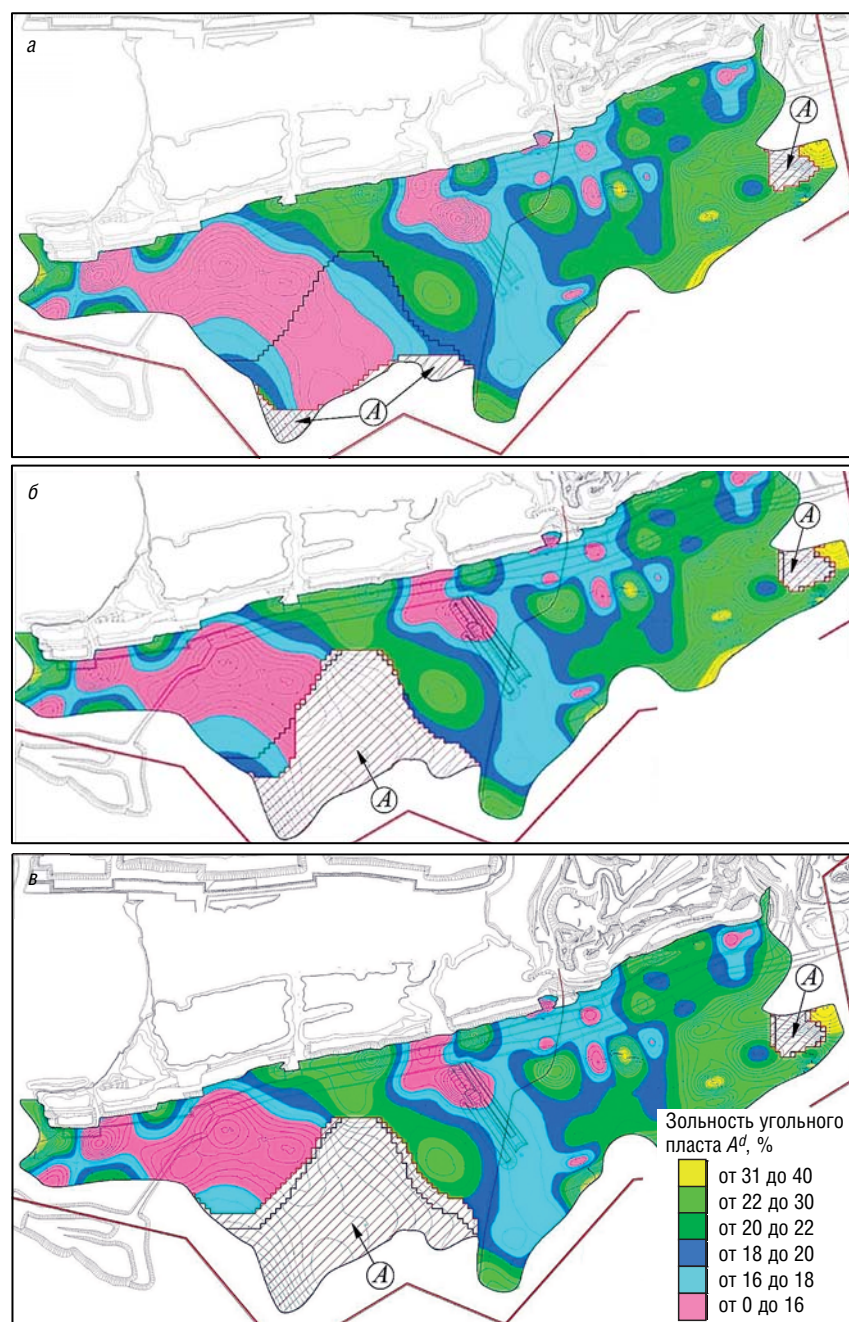 а
А
А
б
А
А
в
А
А
Зольность угольного
пласта Aᵈ, %
от 31 до 40
от 22 до 30
от 20 до 22
от 18 до 20
от 16 до 18
от 0 до 16